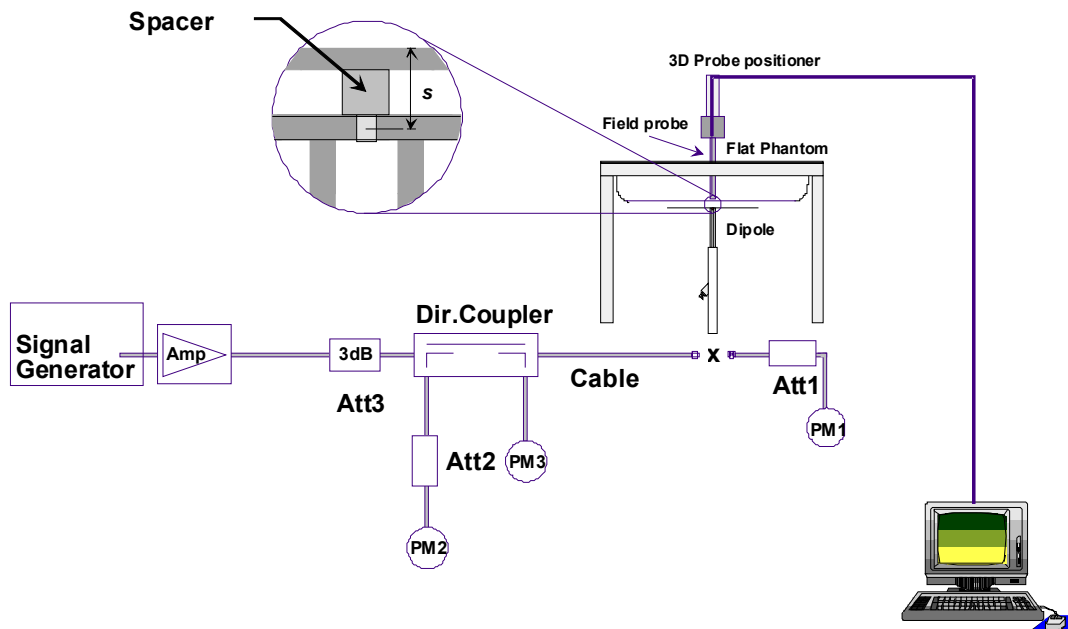 Spacer
s
3D Probe positioner
Field probe
Flat Phantom
Dipole
Dir.Coupler
Signal
Generator
Amp
3dB
Att3
Cable
x
Att1
PM1
Att2
PM3
PM2